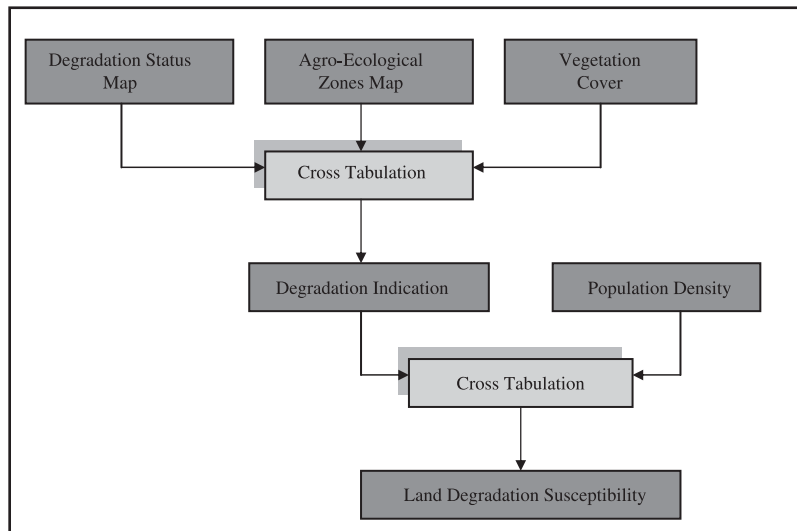 Degradation Status
Map
Agro-Ecological
Zones Map
Vegetation
Cover
Cross Tabulation
Degradation Indication
Population Density
Cross Tabulation
Land Degradation Susceptibility